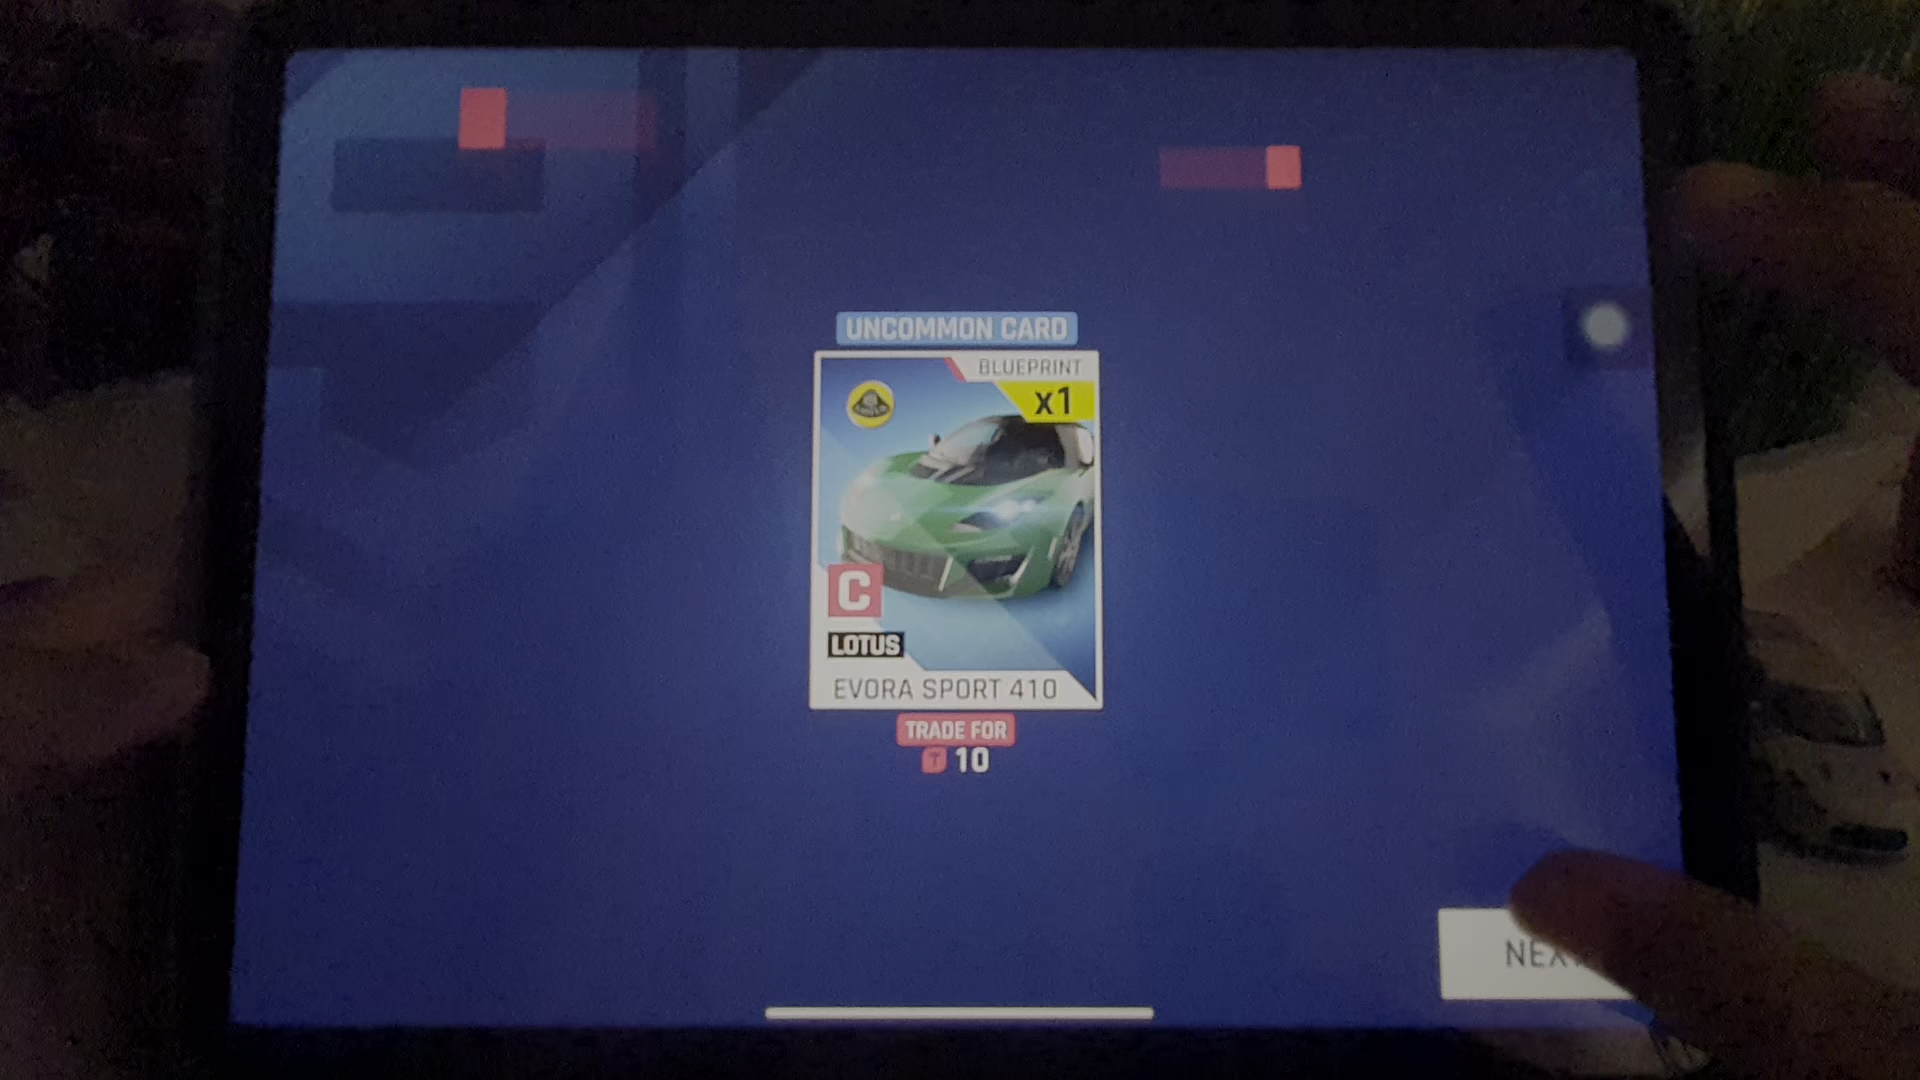 UNCOMMON CARD
BLUEPRINT
x1
C
LOTUS
EVORA SPORT 410
TRADE FOR
T 10